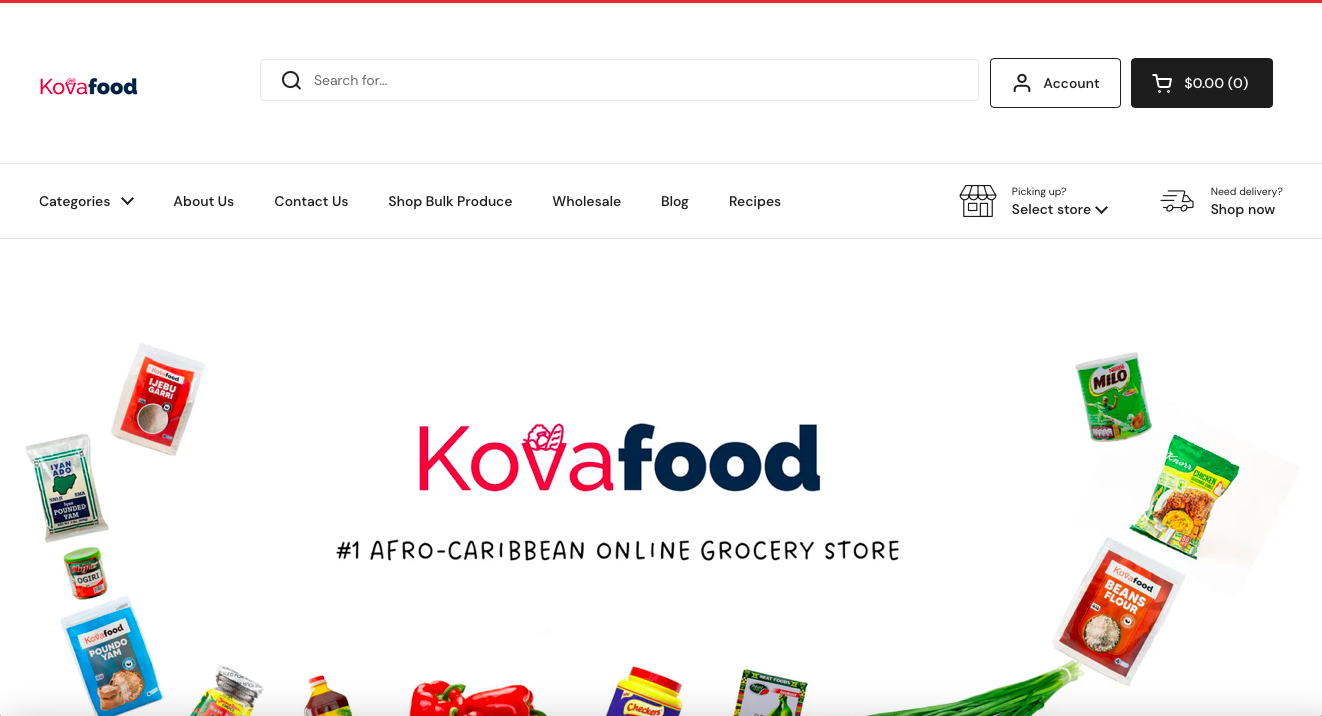 Kovafood
Search for...
Account
$0.00 (0)
Categories
About Us
Contact Us
Shop Bulk Produce
Wholesale
Blog
Recipes
Picking up?
Select store
Need delivery?
Shop now
Kovafood
IJEBU
GARRI
Nestlé
MILO
IYAN
ADO
Iyan
POUNDED
YAM
Kovafood
#1 AFRO-CARIBBEAN ONLINE GROCERY STORE
Knorr
CHICKEN
OGIRI
Kovafood
BEANS
FLOUR
Kovafood
POUNDO
YAM
Checkers